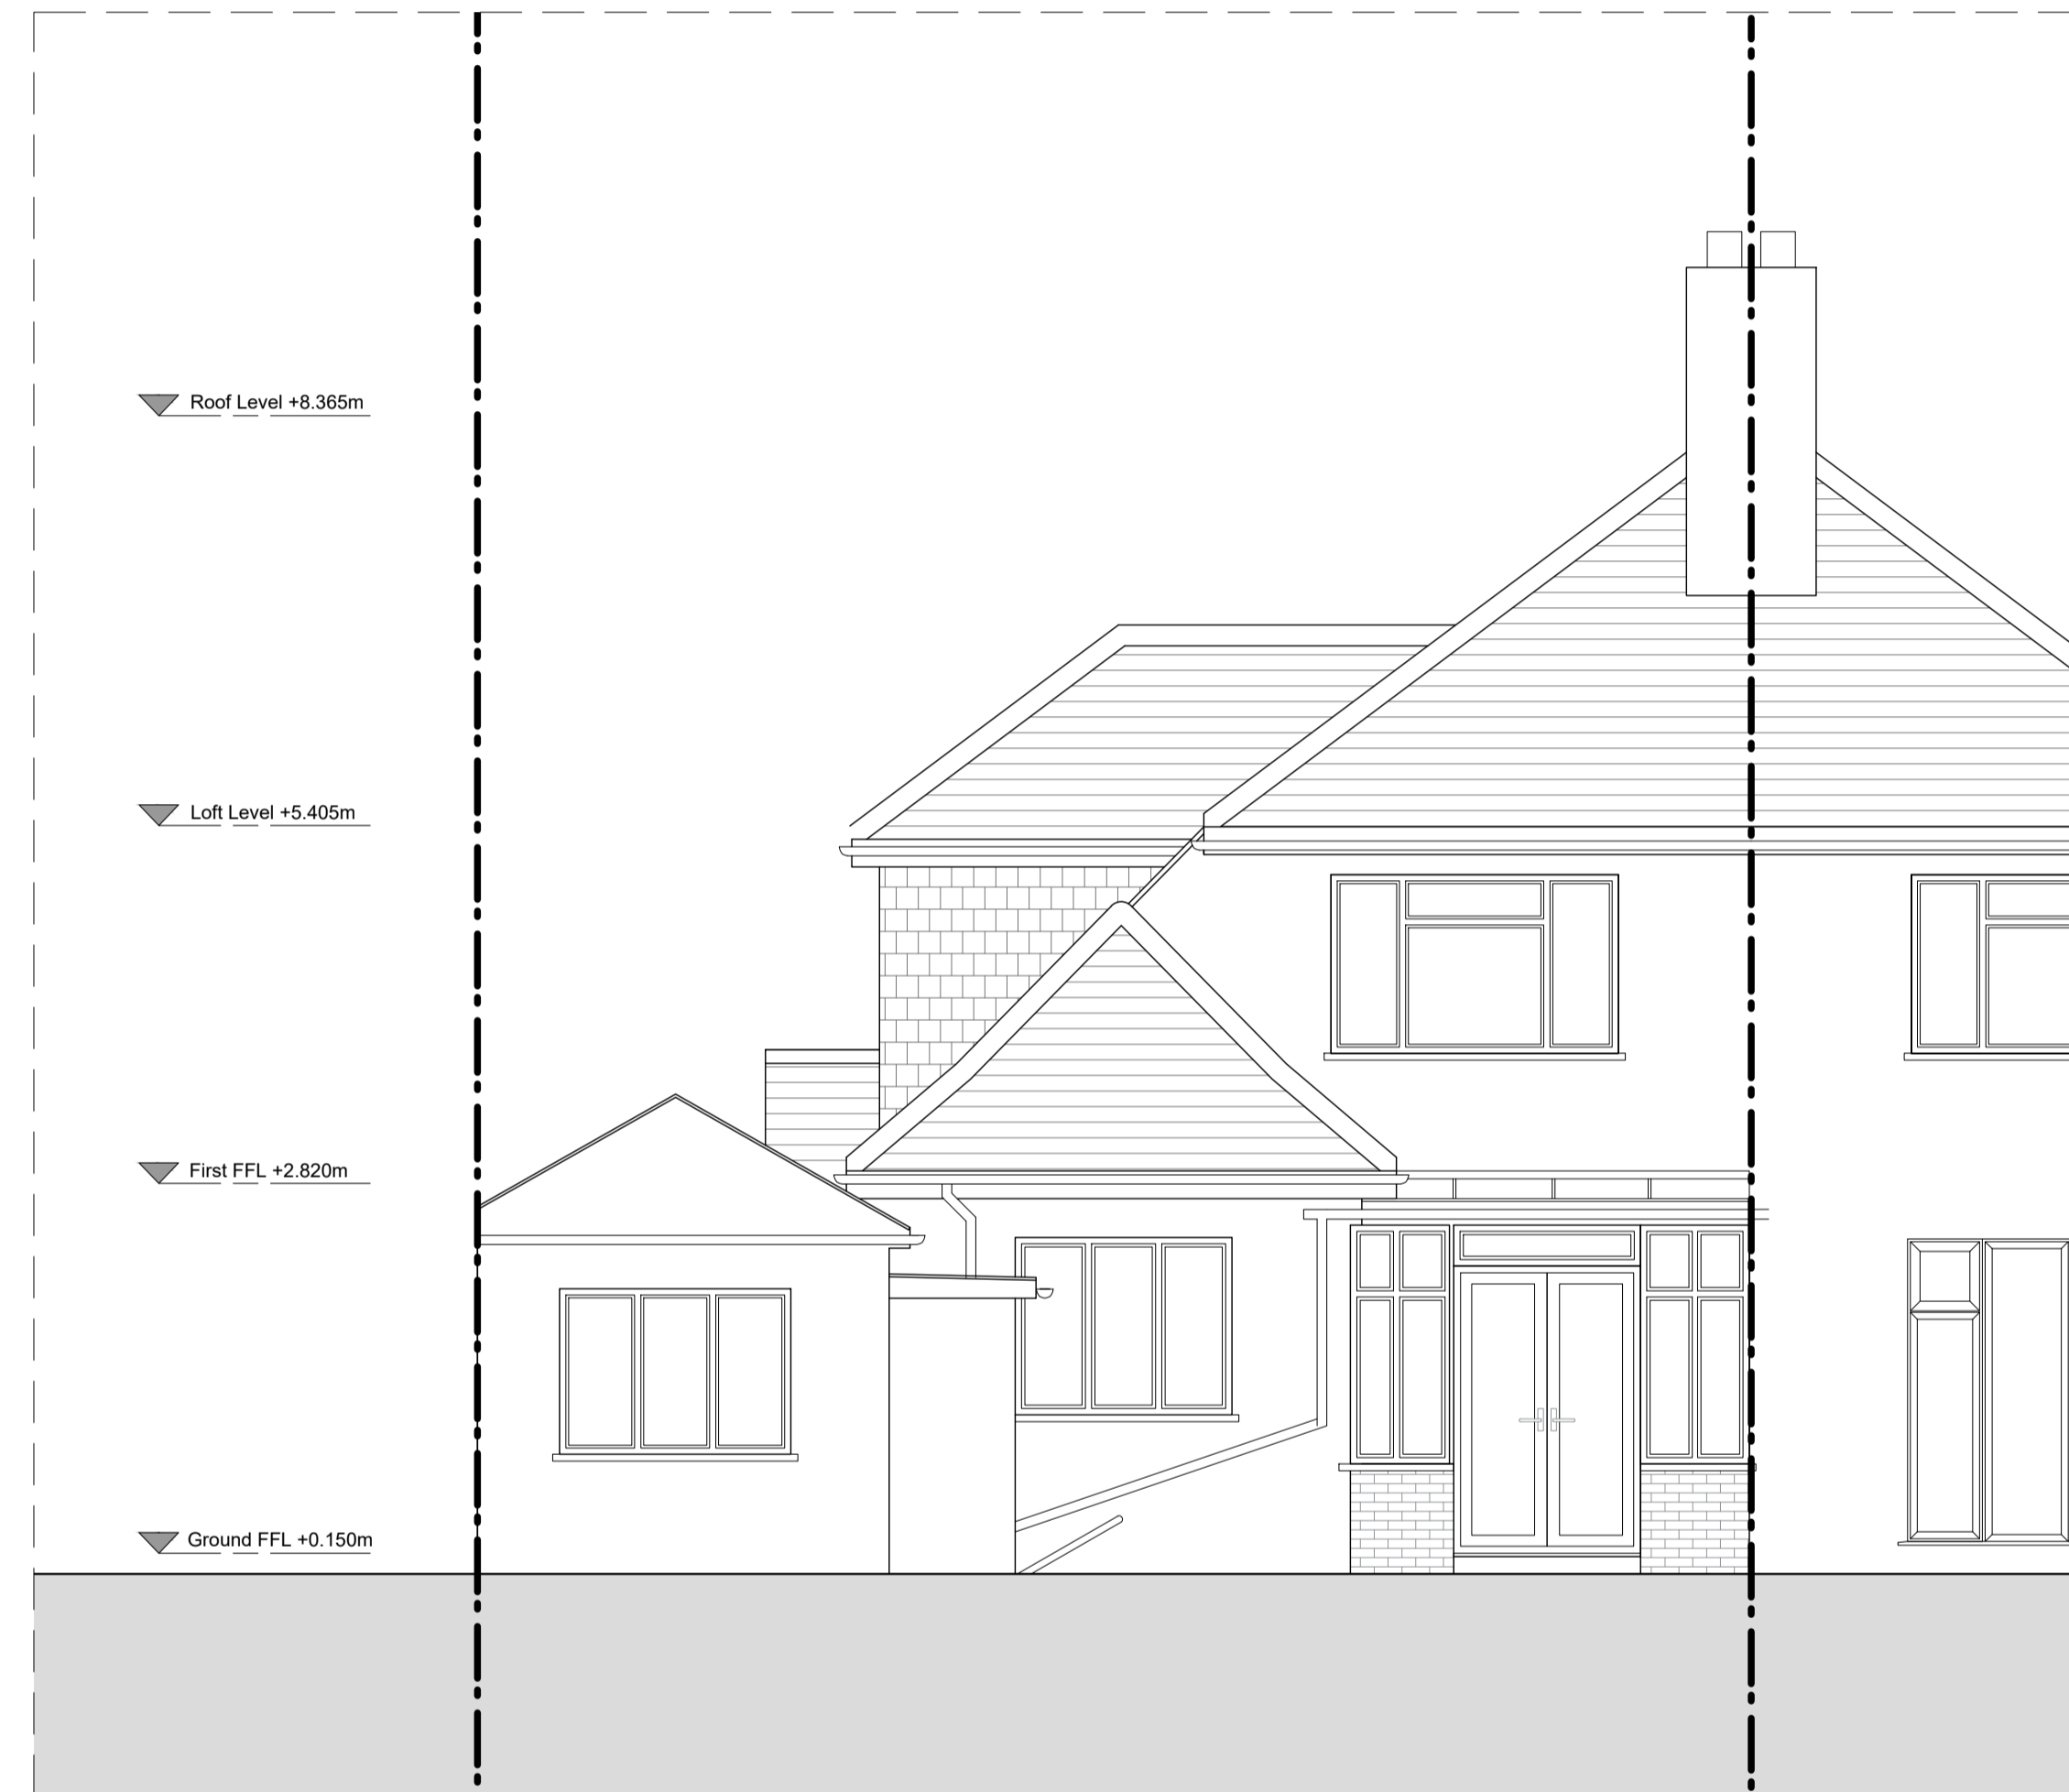 Roof Level +8.365m
Loft Level +5.405m
First FFL +2.820m
Ground FFL +0.150m